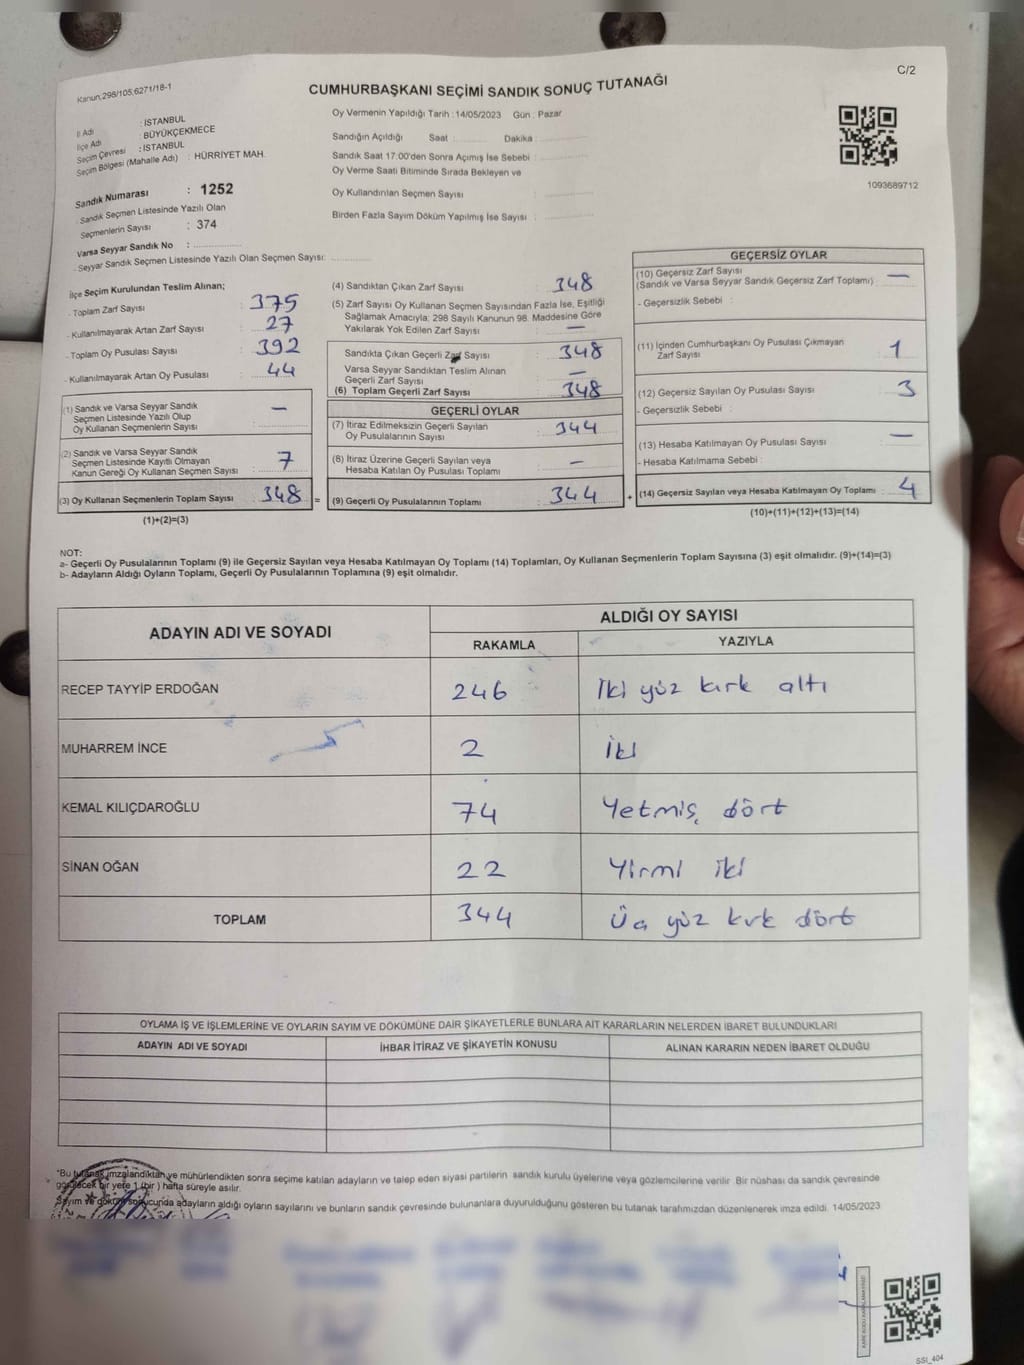 C/2
Kanun;298/105;6271/18-1
CUMHURBAŞKANI SEÇİMİ SANDIK SONUÇ TUTANAĞI
İl Adı : İSTANBUL
İlçe Adı : BÜYÜKÇEKMECE
Seçim Çevresi : İSTANBUL
Seçim Bölgesi (Mahalle Adı) : HÜRRİYET MAH.
Sandık Numarası : 1252
- Sandık Seçmen Listesinde Yazılı Olan
Seçmenlerin Sayısı : 374
Varsa Seyyar Sandık No :
- Seyyar Sandık Seçmen Listesinde Yazılı Olan Seçmen Sayısı:
Oy Vermenin Yapıldığı Tarih :14/05/2023 Gün : Pazar
Sandığın Açıldığı Saat : Dakika :
Sandık Saat 17:00'den Sonra Açımış İse Sebebi :
Oy Verme Saati Bitiminde Sırada Bekleyen ve
Oy Kullandırılan Seçmen Sayısı :
Birden Fazla Sayım Döküm Yapılmış İse Sayısı :
1093689712
İlçe Seçim Kurulundan Teslim Alınan;
- Toplam Zarf Sayısı : 375
- Kullanılmayarak Artan Zarf Sayısı : 27
- Toplam Oy Pusulası Sayısı : 392
- Kullanılmayarak Artan Oy Pusulası : 44
(1) Sandık ve Varsa Seyyar Sandık
Seçmen Listesinde Yazılı Olup
Oy Kullanan Seçmenlerin Sayısı : —
(2) Sandık ve Varsa Seyyar Sandık
Seçmen Listesinde Kayıtlı Olmayan
Kanun Gereği Oy Kullanan Seçmen Sayısı : 7
(3) Oy Kullanan Seçmenlerin Toplam Sayısı : 348 =
(1)+(2)=(3)
(4) Sandıktan Çıkan Zarf Sayısı : 348
(5) Zarf Sayısı Oy Kullanan Seçmen Sayısından Fazla İse, Eşitliği
Sağlamak Amacıyla; 298 Sayılı Kanunun 98. Maddesine Göre
Yakılarak Yok Edilen Zarf Sayısı : —
Sandıkta Çıkan Geçerli Zarf Sayısı : 348
Varsa Seyyar Sandıktan Teslim Alınan
Geçerli Zarf Sayısı : —
(6) Toplam Geçerli Zarf Sayısı : 348
GEÇERLİ OYLAR
(7) İtiraz Edilmeksizin Geçerli Sayılan
Oy Pusulalarının Sayısı : 344
(8) İtiraz Üzerine Geçerli Sayılan veya
Hesaba Katılan Oy Pusulası Toplamı : —
(9) Geçerli Oy Pusulalarının Toplamı : 344 +
GEÇERSİZ OYLAR
(10) Geçersiz Zarf Sayısı
(Sandık ve Varsa Seyyar Sandık Geçersiz Zarf Toplamı) : —
- Geçersizlik Sebebi :
(11) İçinden Cumhurbaşkanı Oy Pusulası Çıkmayan
Zarf Sayısı : 1
(12) Geçersiz Sayılan Oy Pusulası Sayısı : 3
- Geçersizlik Sebebi :
(13) Hesaba Katılmayan Oy Pusulası Sayısı : —
- Hesaba Katılmama Sebebi :
(14) Geçersiz Sayılan veya Hesaba Katılmayan Oy Toplamı : 4
(10)+(11)+(12)+(13)=(14)
NOT:
a- Geçerli Oy Pusulalarının Toplamı (9) ile Geçersiz Sayılan veya Hesaba Katılmayan Oy Toplamı (14) Toplamları, Oy Kullanan Seçmenlerin Toplam Sayısına (3) eşit olmalıdır. (9)+(14)=(3)
b- Adayların Aldığı Oyların Toplamı, Geçerli Oy Pusulalarının Toplamına (9) eşit olmalıdır.
ADAYIN ADI VE SOYADI
ALDIĞI OY SAYISI
RAKAMLA YAZIYLA
RECEP TAYYİP ERDOĞAN 246 İki yüz kırk altı
MUHARREM İNCE 2 İki
KEMAL KILIÇDAROĞLU 74 Yetmiş dört
SİNAN OĞAN 22 Yirmi iki
TOPLAM 344 Üç yüz kırk dört
OYLAMA İŞ VE İŞLEMLERİNE VE OYLARIN SAYIM VE DÖKÜMÜNE DAİR ŞİKAYETLERLE BUNLARA AİT KARARLARIN NELERDEN İBARET BULUNDUKLARI
ADAYIN ADI VE SOYADI İHBAR İTİRAZ VE ŞİKAYETİN KONUSU ALINAN KARARIN NEDEN İBARET OLDUĞU
*Bu tutanak imzalandıktan ve mühürlendikten sonra seçime katılan adayların ve talep eden siyasi partilerin sandık kurulu üyelerine veya gözlemcilerine verilir. Bir nüshası da sandık çevresinde
görülecek bir yere 1 (bir ) hafta süreyle asılır.
Sayım ve döküm sonucunda adayların aldığı oyların sayılarını ve bunların sandık çevresinde bulunanlara duyurulduğunu gösteren bu tutanak tarafımızdan düzenlenerek imza edildi. 14/05/2023
SSİ_404